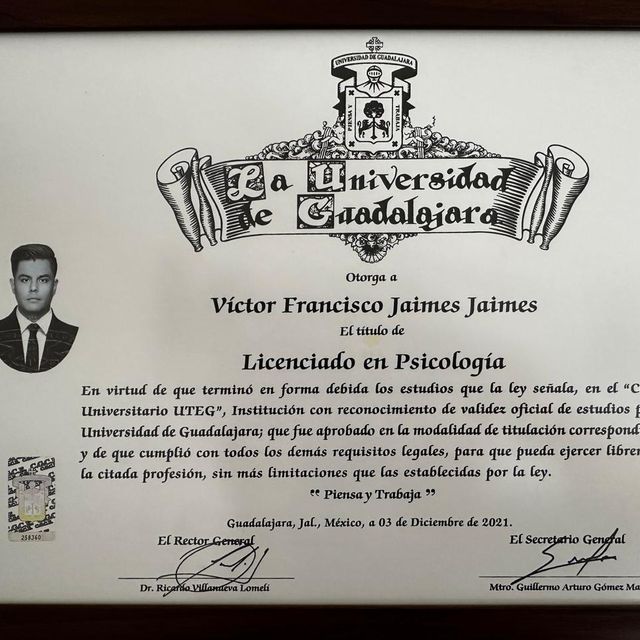 UNIVERSIDAD DE GUADALAJARA
PIENSA Y
TRABAJA
La Universidad
de Guadalajara
Otorga a
Víctor Francisco Jaimes Jaimes
El título de
Licenciado en Psicología
En virtud de que terminó en forma debida los estudios que la ley señala, en el “C
Universitario UTEG”, Institución con reconocimiento de validez oficial de estudios p
Universidad de Guadalajara; que fue aprobado en la modalidad de titulación correspond
y de que cumplió con todos los demás requisitos legales, para que pueda ejercer librem
la citada profesión, sin más limitaciones que las establecidas por la ley.
“ Piensa y Trabaja ”
Guadalajara, Jal., México, a 03 de Diciembre de 2021.
El Rector General
El Secretario General
Dr. Ricardo Villanueva Lomelí
Mtro. Guillermo Arturo Gómez Ma
258360